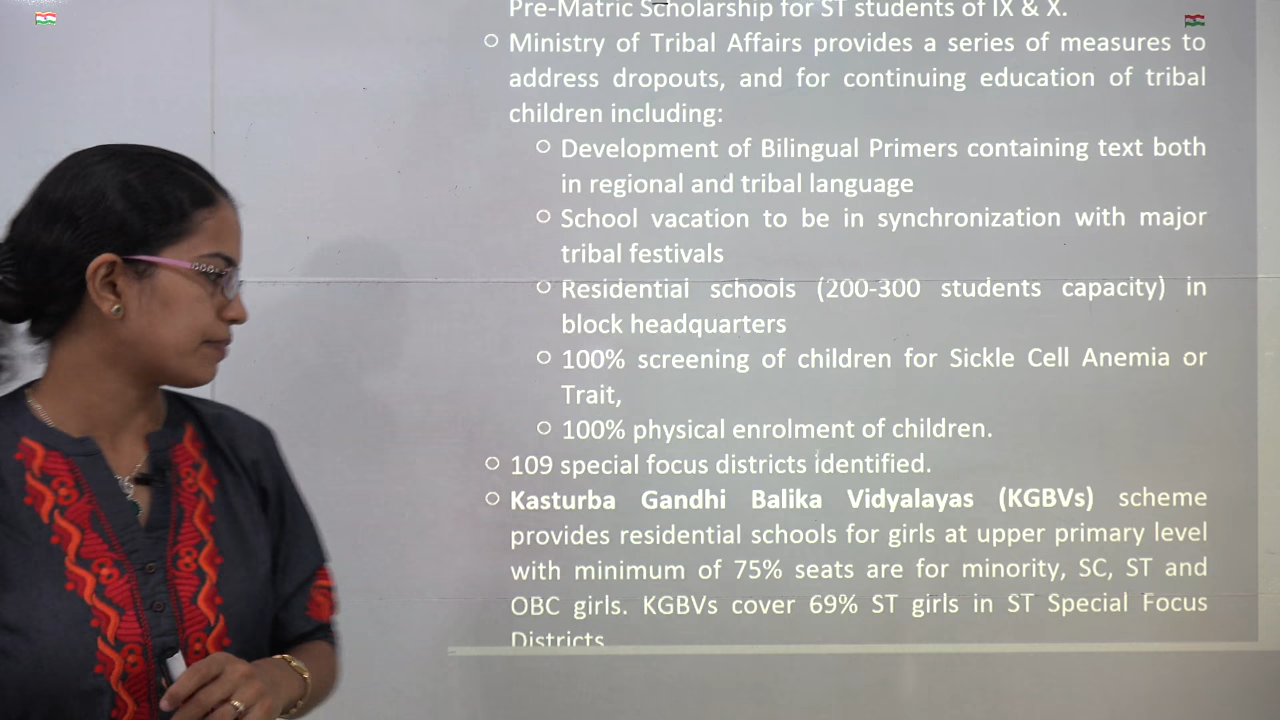 Pre-Matric Scholarship for ST students of IX & X.
Ministry of Tribal Affairs provides a series of measures to
address dropouts, and for continuing education of tribal
children including:
Development of Bilingual Primers containing text both
in regional and tribal language
School vacation to be in synchronization with major
tribal festivals
Residential schools (200-300 students capacity) in
block headquarters
100% screening of children for Sickle Cell Anemia or
Trait,
100% physical enrolment of children.
109 special focus districts identified.
Kasturba Gandhi Balika Vidyalayas (KGBVs) scheme
provides residential schools for girls at upper primary level
with minimum of 75% seats are for minority, SC, ST and
OBC girls. KGBVs cover 69% ST girls in ST Special Focus
Districts